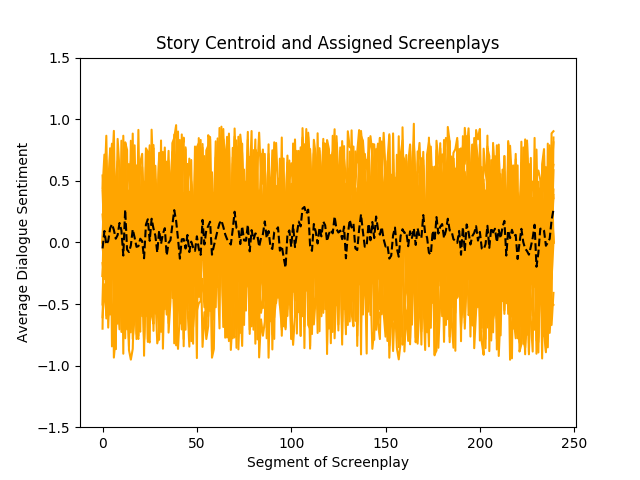 Story Centroid and Assigned Screenplays
1.5
1.0
0.5
0.0
−0.5
−1.0
−1.5
Average Dialogue Sentiment
0 50 100 150 200 250
Segment of Screenplay